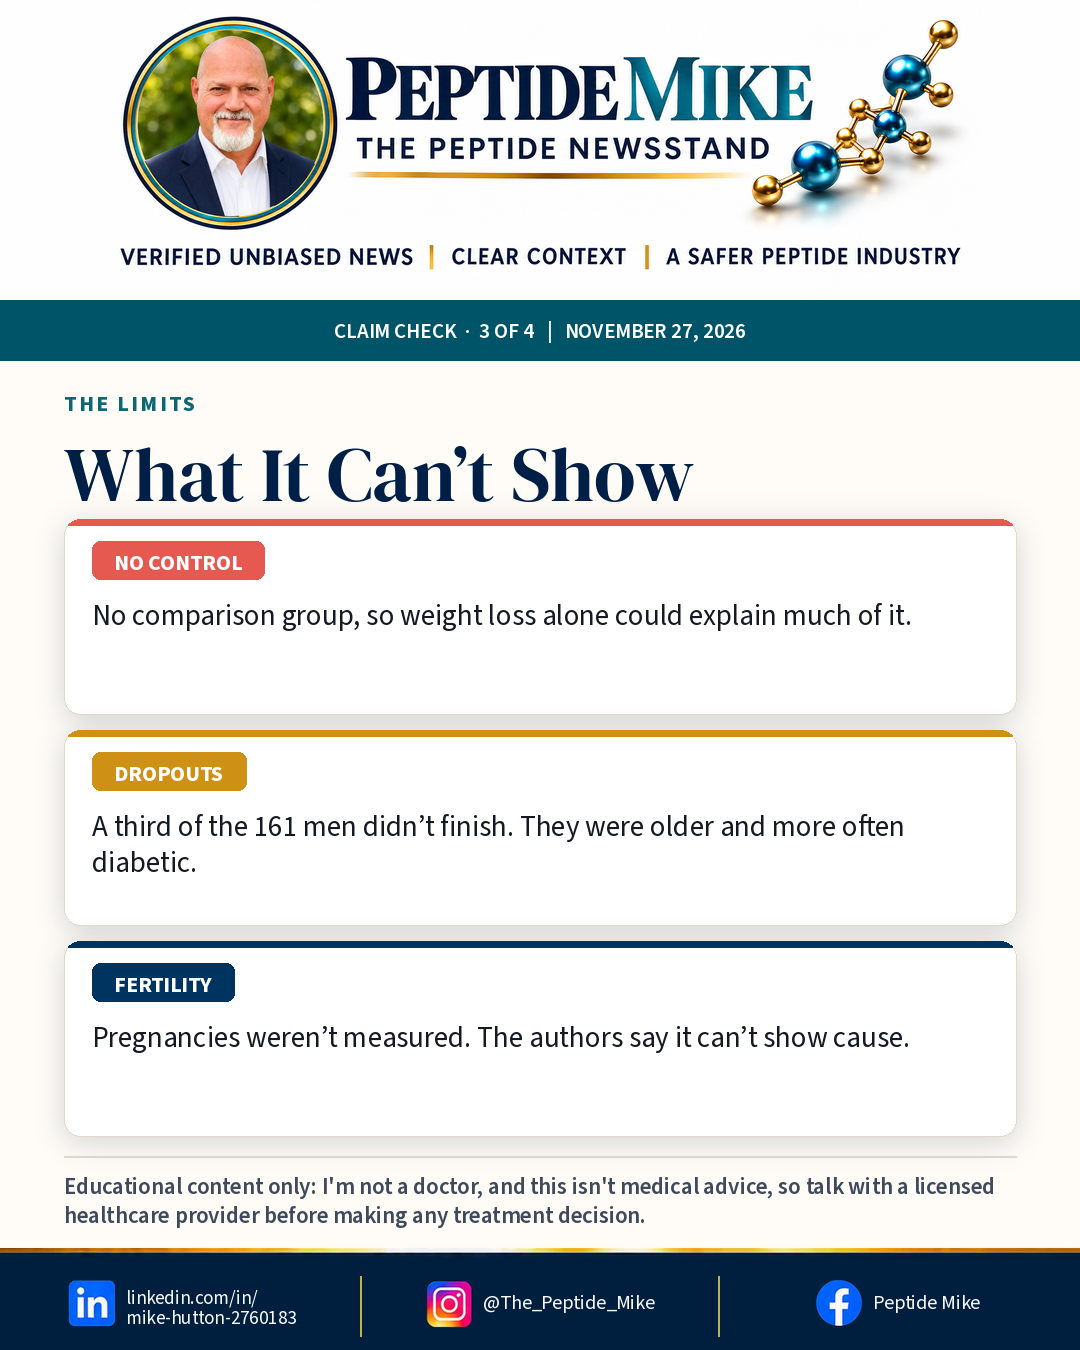 PEPTIDEMIKE
THE PEPTIDE NEWSSTAND
VERIFIED UNBIASED NEWS | CLEAR CONTEXT | A SAFER PEPTIDE INDUSTRY
CLAIM CHECK · 3 OF 4 | NOVEMBER 27, 2026
THE LIMITS
What It Can’t Show
NO CONTROL
No comparison group, so weight loss alone could explain much of it.
DROPOUTS
A third of the 161 men didn’t finish. They were older and more often
diabetic.
FERTILITY
Pregnancies weren’t measured. The authors say it can’t show cause.
Educational content only: I'm not a doctor, and this isn't medical advice, so talk with a licensed
healthcare provider before making any treatment decision.
linkedin.com/in/
mike-hutton-2760183
@The_Peptide_Mike
Peptide Mike